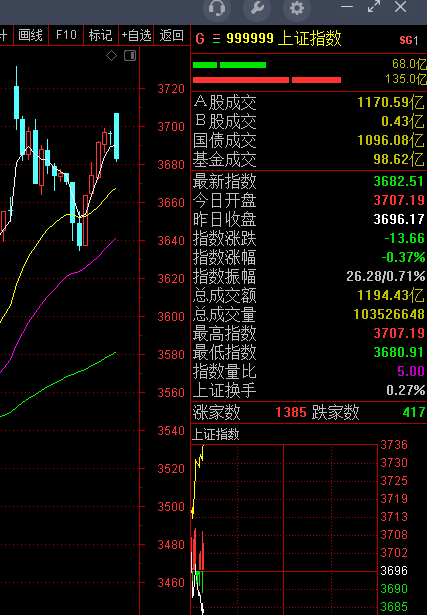 计 画线 F10 标记 +自选 返回
G 999999 上证指数 SG1
68.0亿
135.0亿
A股成交 1170.59亿
B股成交 0.43亿
国债成交 1096.08亿
基金成交 98.62亿
最新指数 3682.51
今日开盘 3707.19
昨日收盘 3696.17
指数涨跌 -13.66
指数涨幅 -0.37%
指数振幅 26.28/0.71%
总成交额 1194.43亿
总成交量 103526648
最高指数 3707.19
最低指数 3680.91
指数量比 5.00
上证换手 0.27%
涨家数 1385 跌家数 417
上证指数
3720
3700
3680
3660
3640
3620
3600
3580
3560
3540
3520
3500
3480
3460
3736
3730
3725
3719
3713
3708
3702
3696
3690
3685